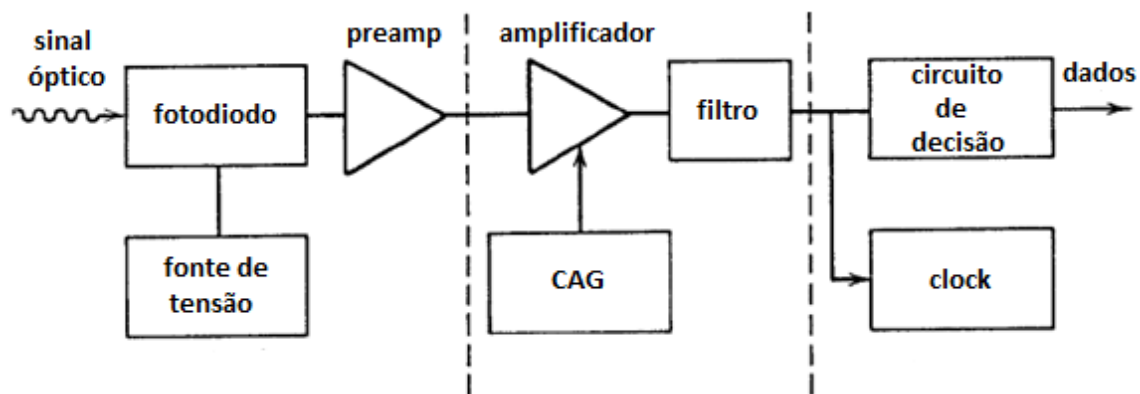 sinal
óptico
fotodiodo
fonte de
tensão
preamp
amplificador
filtro
CAG
circuito
de
decisão
dados
clock